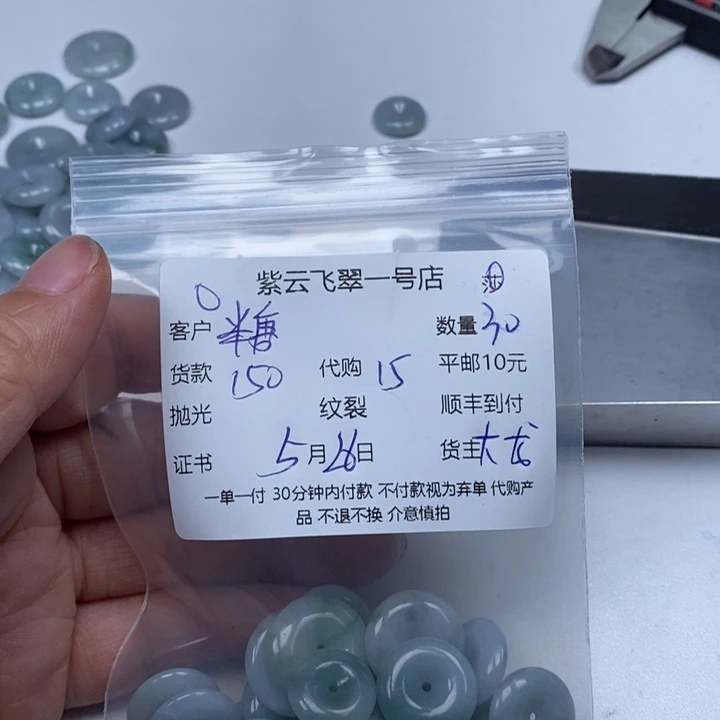 紫云飞翠一号店 莎
客户 半糖 数量 30
货款 150 代购 15 平邮10元
抛光 纹裂 顺丰到付
证书 5月26日 货主大龙
一单一付 30分钟内付款 不付款视为弃单 代购产
品 不退不换 介意慎拍